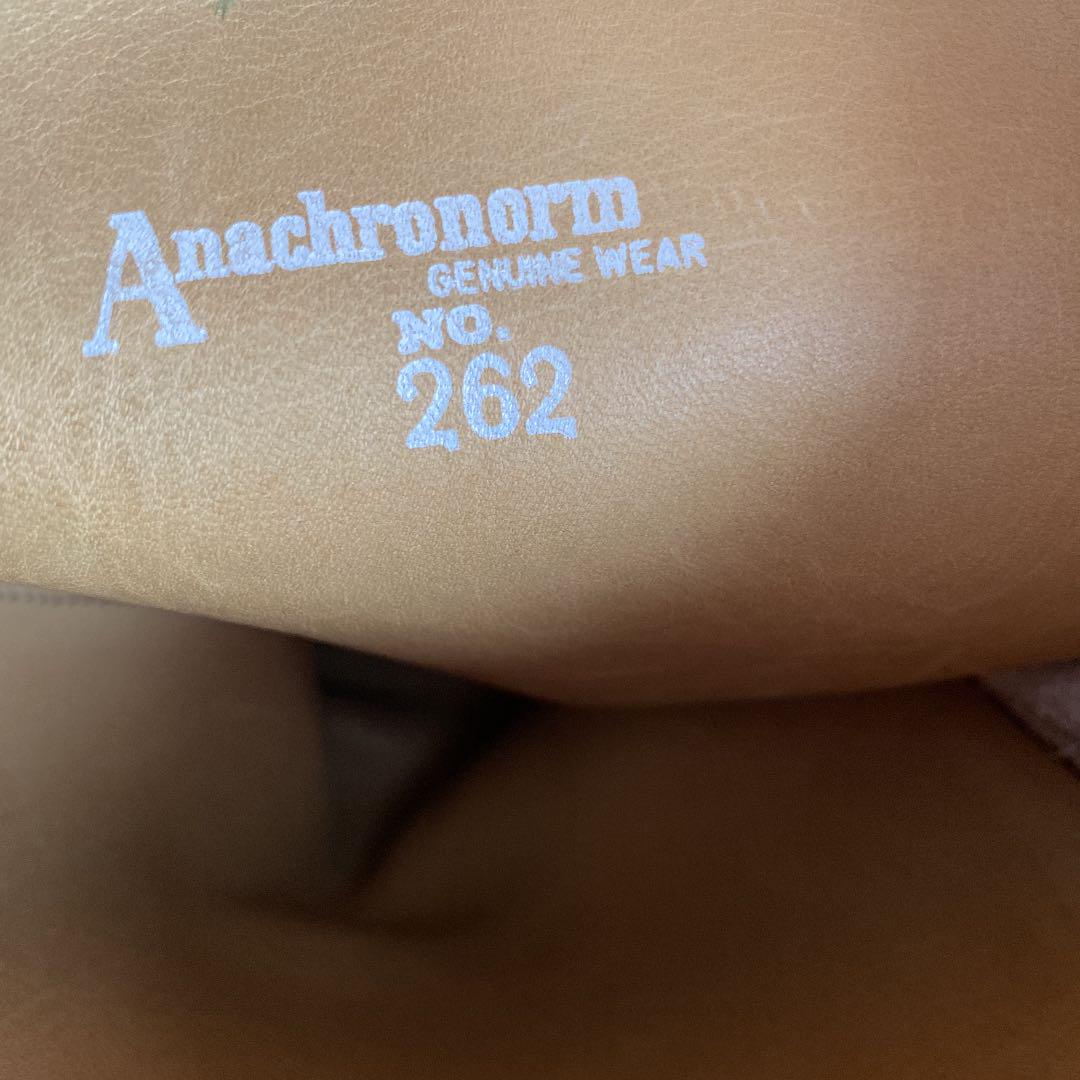 Anachronorm
GENUINE WEAR
NO.
262